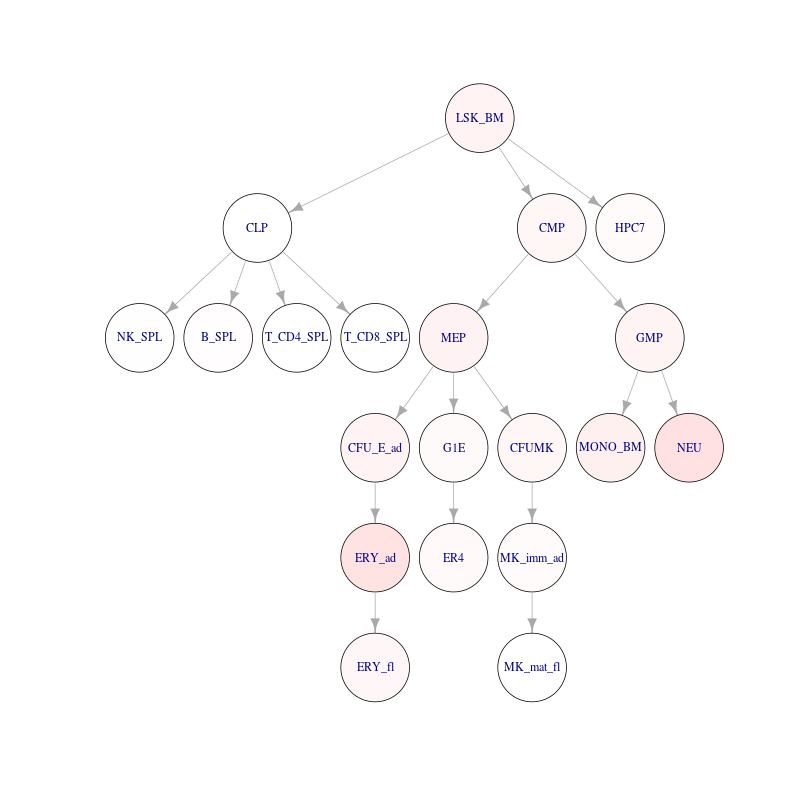 LSK_BM
CLP
CMP
HPC7
NK_SPL
B_SPL
T_CD4_SPL
T_CD8_SPL
MEP
GMP
CFU_E_ad
G1E
CFUMK
MONO_BM
NEU
ERY_ad
ER4
MK_imm_ad
ERY_fl
MK_mat_fl